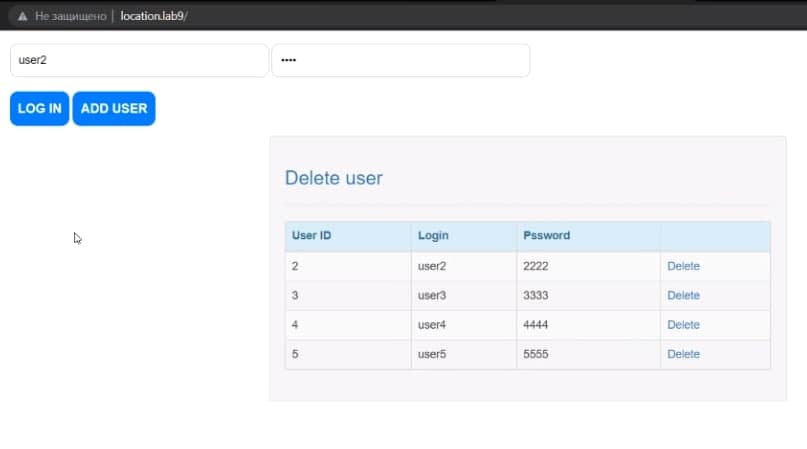 Не защищено | location.lab9/
user2 ••••
LOG IN ADD USER
Delete user
User ID Login Pssword
2 user2 2222 Delete
3 user3 3333 Delete
4 user4 4444 Delete
5 user5 5555 Delete